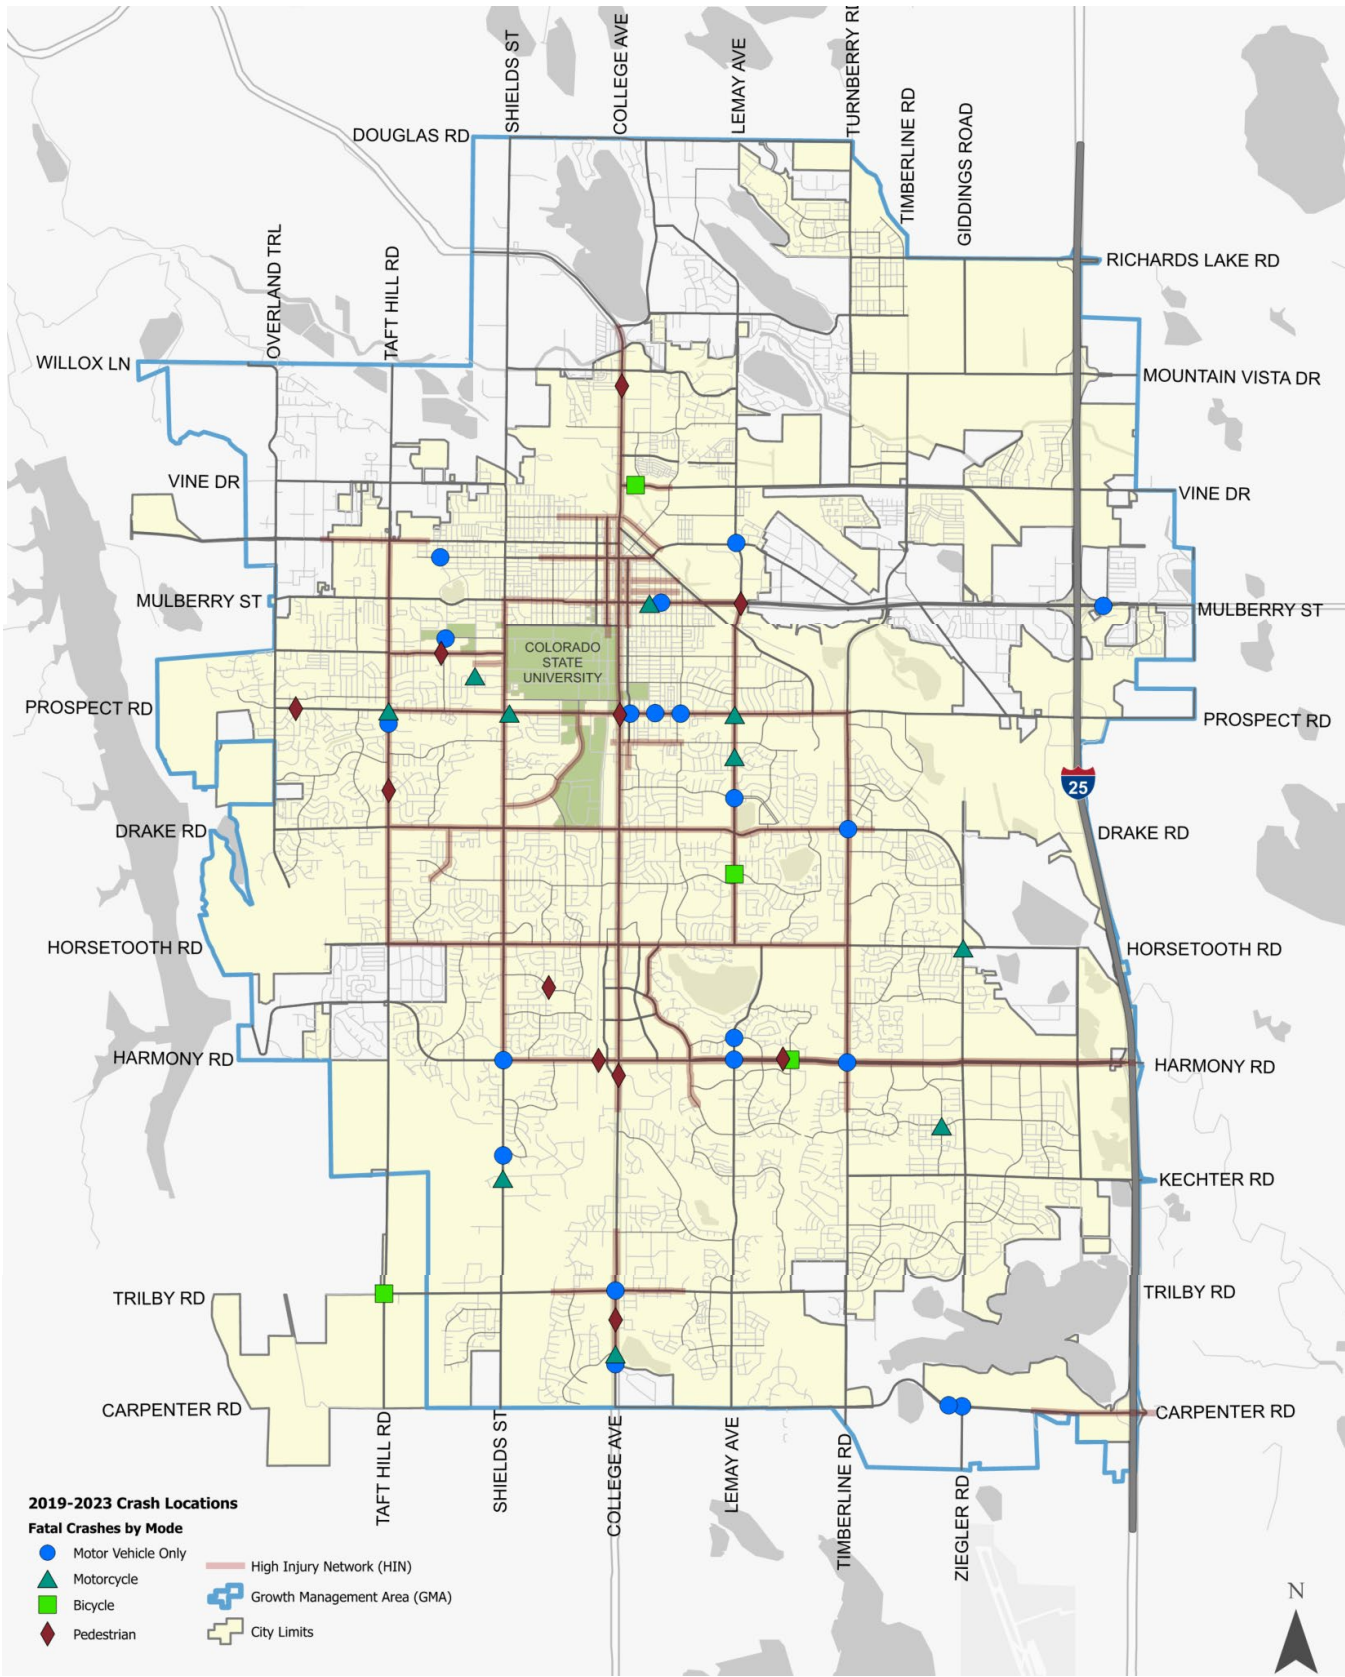 SHIELDS ST
COLLEGE AVE
LEMAY AVE
TURNBERRY RD
TIMBERLINE RD
GIDDINGS ROAD
DOUGLAS RD
OVERLAND TRL
TAFT HILL RD
RICHARDS LAKE RD
WILLOX LN
MOUNTAIN VISTA DR
VINE DR
VINE DR
MULBERRY ST
MULBERRY ST
COLORADO
STATE
UNIVERSITY
PROSPECT RD
PROSPECT RD
25
DRAKE RD
DRAKE RD
HORSETOOTH RD
HORSETOOTH RD
HARMONY RD
HARMONY RD
KECHTER RD
TRILBY RD
TRILBY RD
CARPENTER RD
CARPENTER RD
TAFT HILL RD
SHIELDS ST
COLLEGE AVE
LEMAY AVE
TIMBERLINE RD
ZIEGLER RD
2019-2023 Crash Locations
Fatal Crashes by Mode
Motor Vehicle Only
Motorcycle
Bicycle
Pedestrian
High Injury Network (HIN)
Growth Management Area (GMA)
City Limits
N